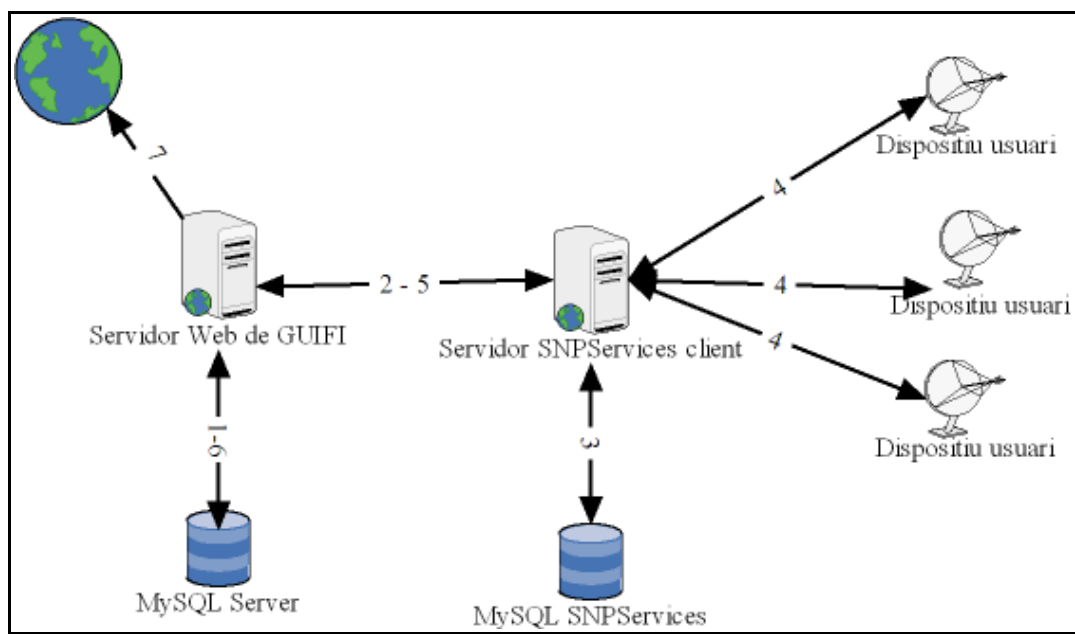 Dispositiu usuari
7
4
Servidor Web de GUIFI
2 - 5
Servidor SNPServices client
4
Dispositiu usuari
4
1-6
3
Dispositiu usuari
MySQL Server
MySQL SNPServices